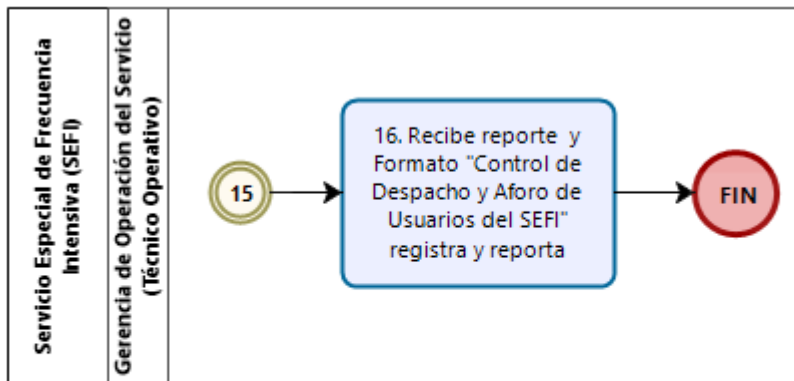 Servicio Especial de Frecuencia
Intensiva (SEFI)
Gerencia de Operación del Servicio
(Técnico Operativo)
15
16. Recibe reporte y
Formato "Control de
Despacho y Aforo de
Usuarios del SEFI"
registra y reporta
FIN